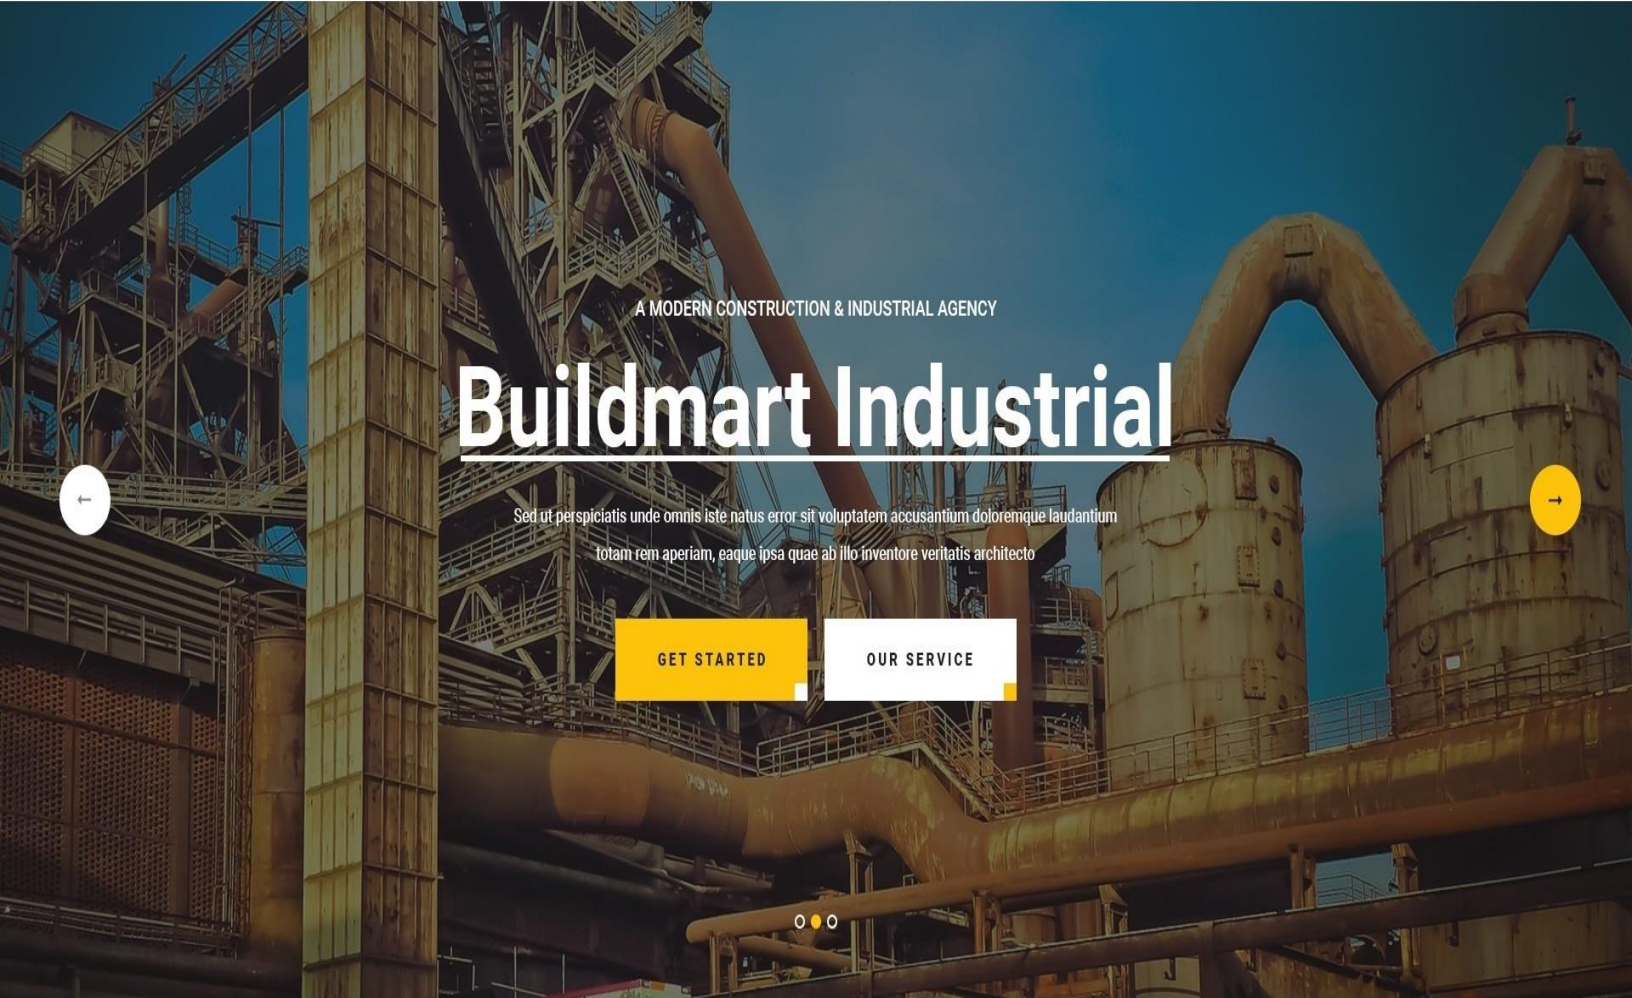 A MODERN CONSTRUCTION & INDUSTRIAL AGENCY
Buildmart Industrial
Sed ut perspiciatis unde omnis iste natus error sit voluptatem accusantium doloremque laudantium
totam rem aperiam, eaque ipsa quae ab illo inventore veritatis architecto
GET STARTED
OUR SERVICE